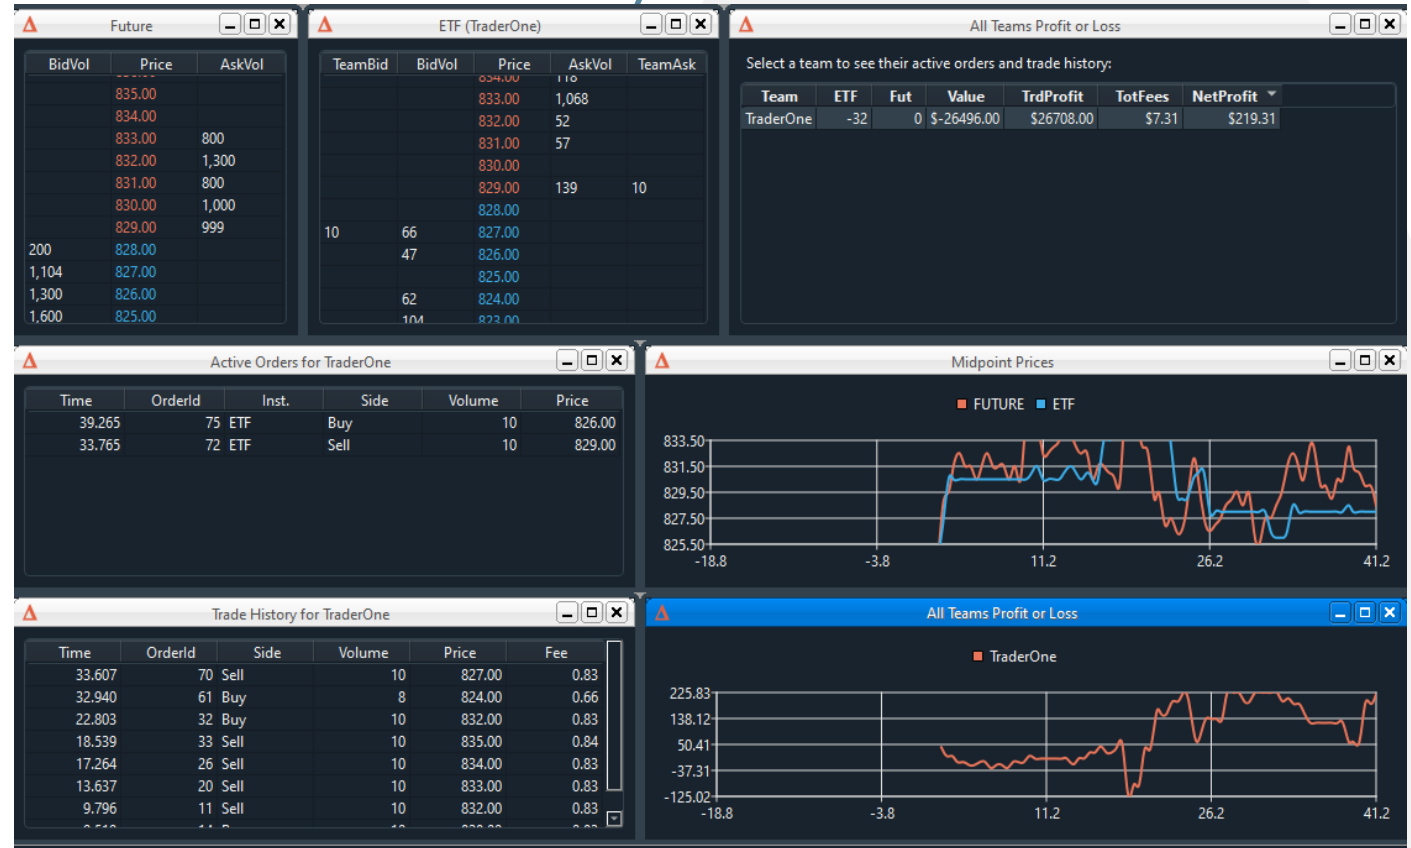 Future
BidVol Price AskVol
835.00
834.00
833.00 800
832.00 1,300
831.00 800
830.00 1,000
829.00 999
200 828.00
1,104 827.00
1,300 826.00
1,600 825.00
ETF (TraderOne)
TeamBid BidVol Price AskVol TeamAsk
834.00 118
833.00 1,068
832.00 52
831.00 57
830.00
829.00 139 10
828.00
10 66 827.00
47 826.00
825.00
62 824.00
104 823.00
All Teams Profit or Loss
Select a team to see their active orders and trade history:
Team ETF Fut Value TrdProfit TotFees NetProfit
TraderOne -32 0 $-26496.00 $26708.00 $7.31 $219.31
Active Orders for TraderOne
Time OrderId Inst. Side Volume Price
39.265 75 ETF Buy 10 826.00
33.765 72 ETF Sell 10 829.00
Midpoint Prices
FUTURE ETF
833.50
831.50
829.50
827.50
825.50
-18.8 -3.8 11.2 26.2 41.2
Trade History for TraderOne
Time OrderId Side Volume Price Fee
33.607 70 Sell 10 827.00 0.83
32.940 61 Buy 8 824.00 0.66
22.803 32 Buy 10 832.00 0.83
18.539 33 Sell 10 835.00 0.84
17.264 26 Sell 10 834.00 0.83
13.637 20 Sell 10 833.00 0.83
9.796 11 Sell 10 832.00 0.83
All Teams Profit or Loss
TraderOne
225.83
138.12
50.41
-37.31
-125.02
-18.8 -3.8 11.2 26.2 41.2